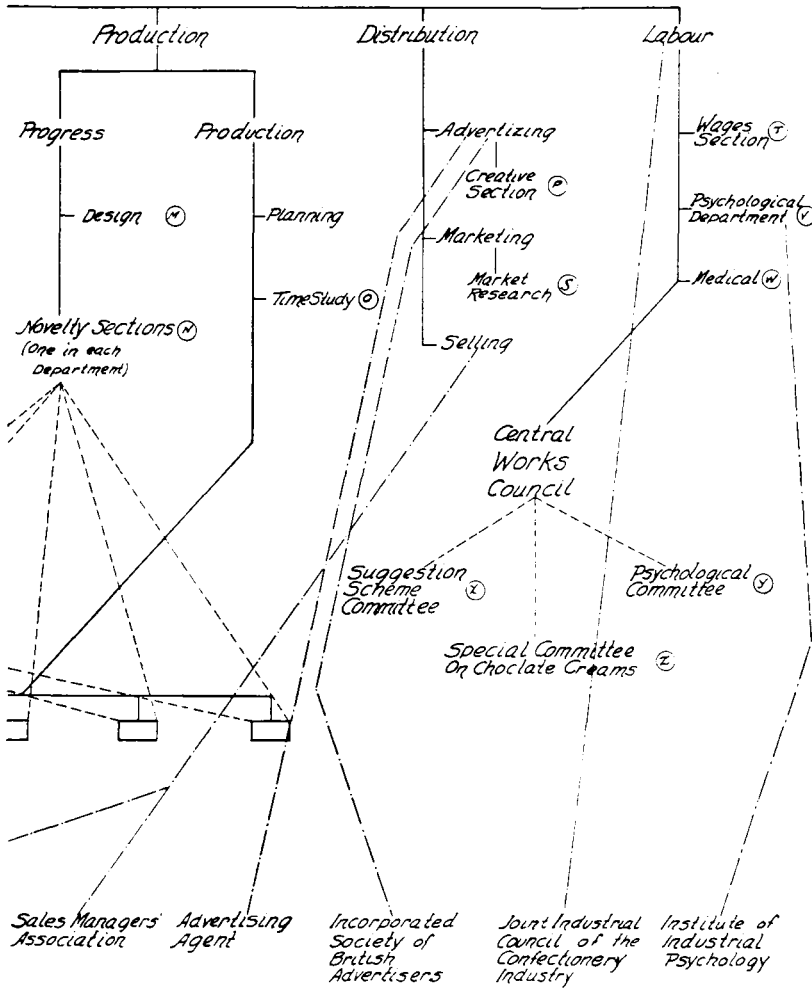 Production
Distribution
Labour
Progress
Production
Advertizing
Wages
Section T
Creative
Section P
Design M
Planning
Psychological
Department V
Marketing
Market
Research S
Time Study O
Medical W
Novelty Sections N
(One in each
Department)
Selling
Central
Works
Council
Suggestion
Scheme
Committee X
Psychological
Committee Y
Special Committee
On Choclate Creams Z
Sales Managers'
Association
Advertising
Agent
Incorporated
Society of
British
Advertisers
Joint Industrial
Council of the
Confectionery
Industry
Institute of
Industrial
Psychology